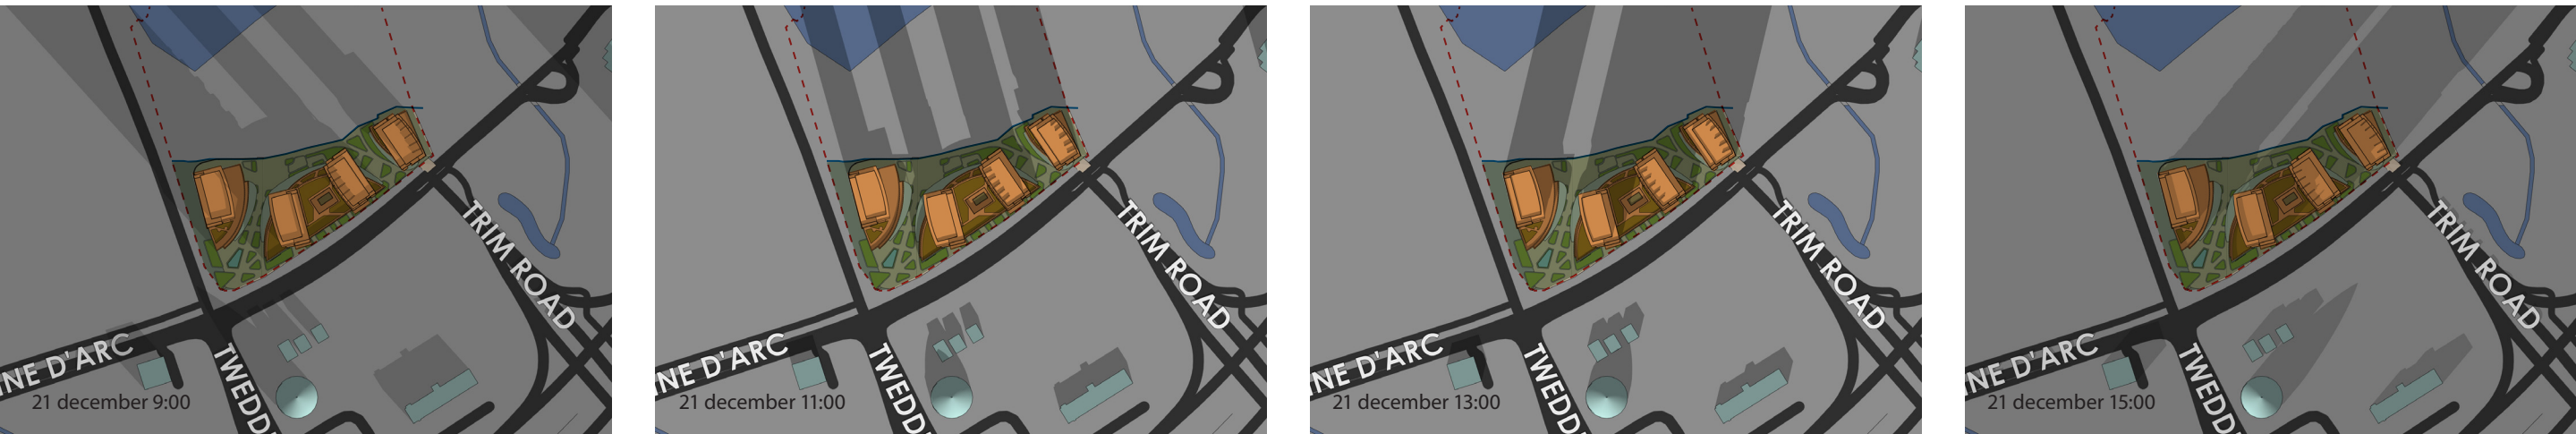 TRIM ROAD
NE D'ARC
TWEDD
21 december 9:00
TRIM ROAD
NE D'ARC
TWEDD
21 december 11:00
TRIM ROAD
NE D'ARC
TWEDD
21 december 13:00
TRIM ROAD
NE D'ARC
TWEDD
21 december 15:00